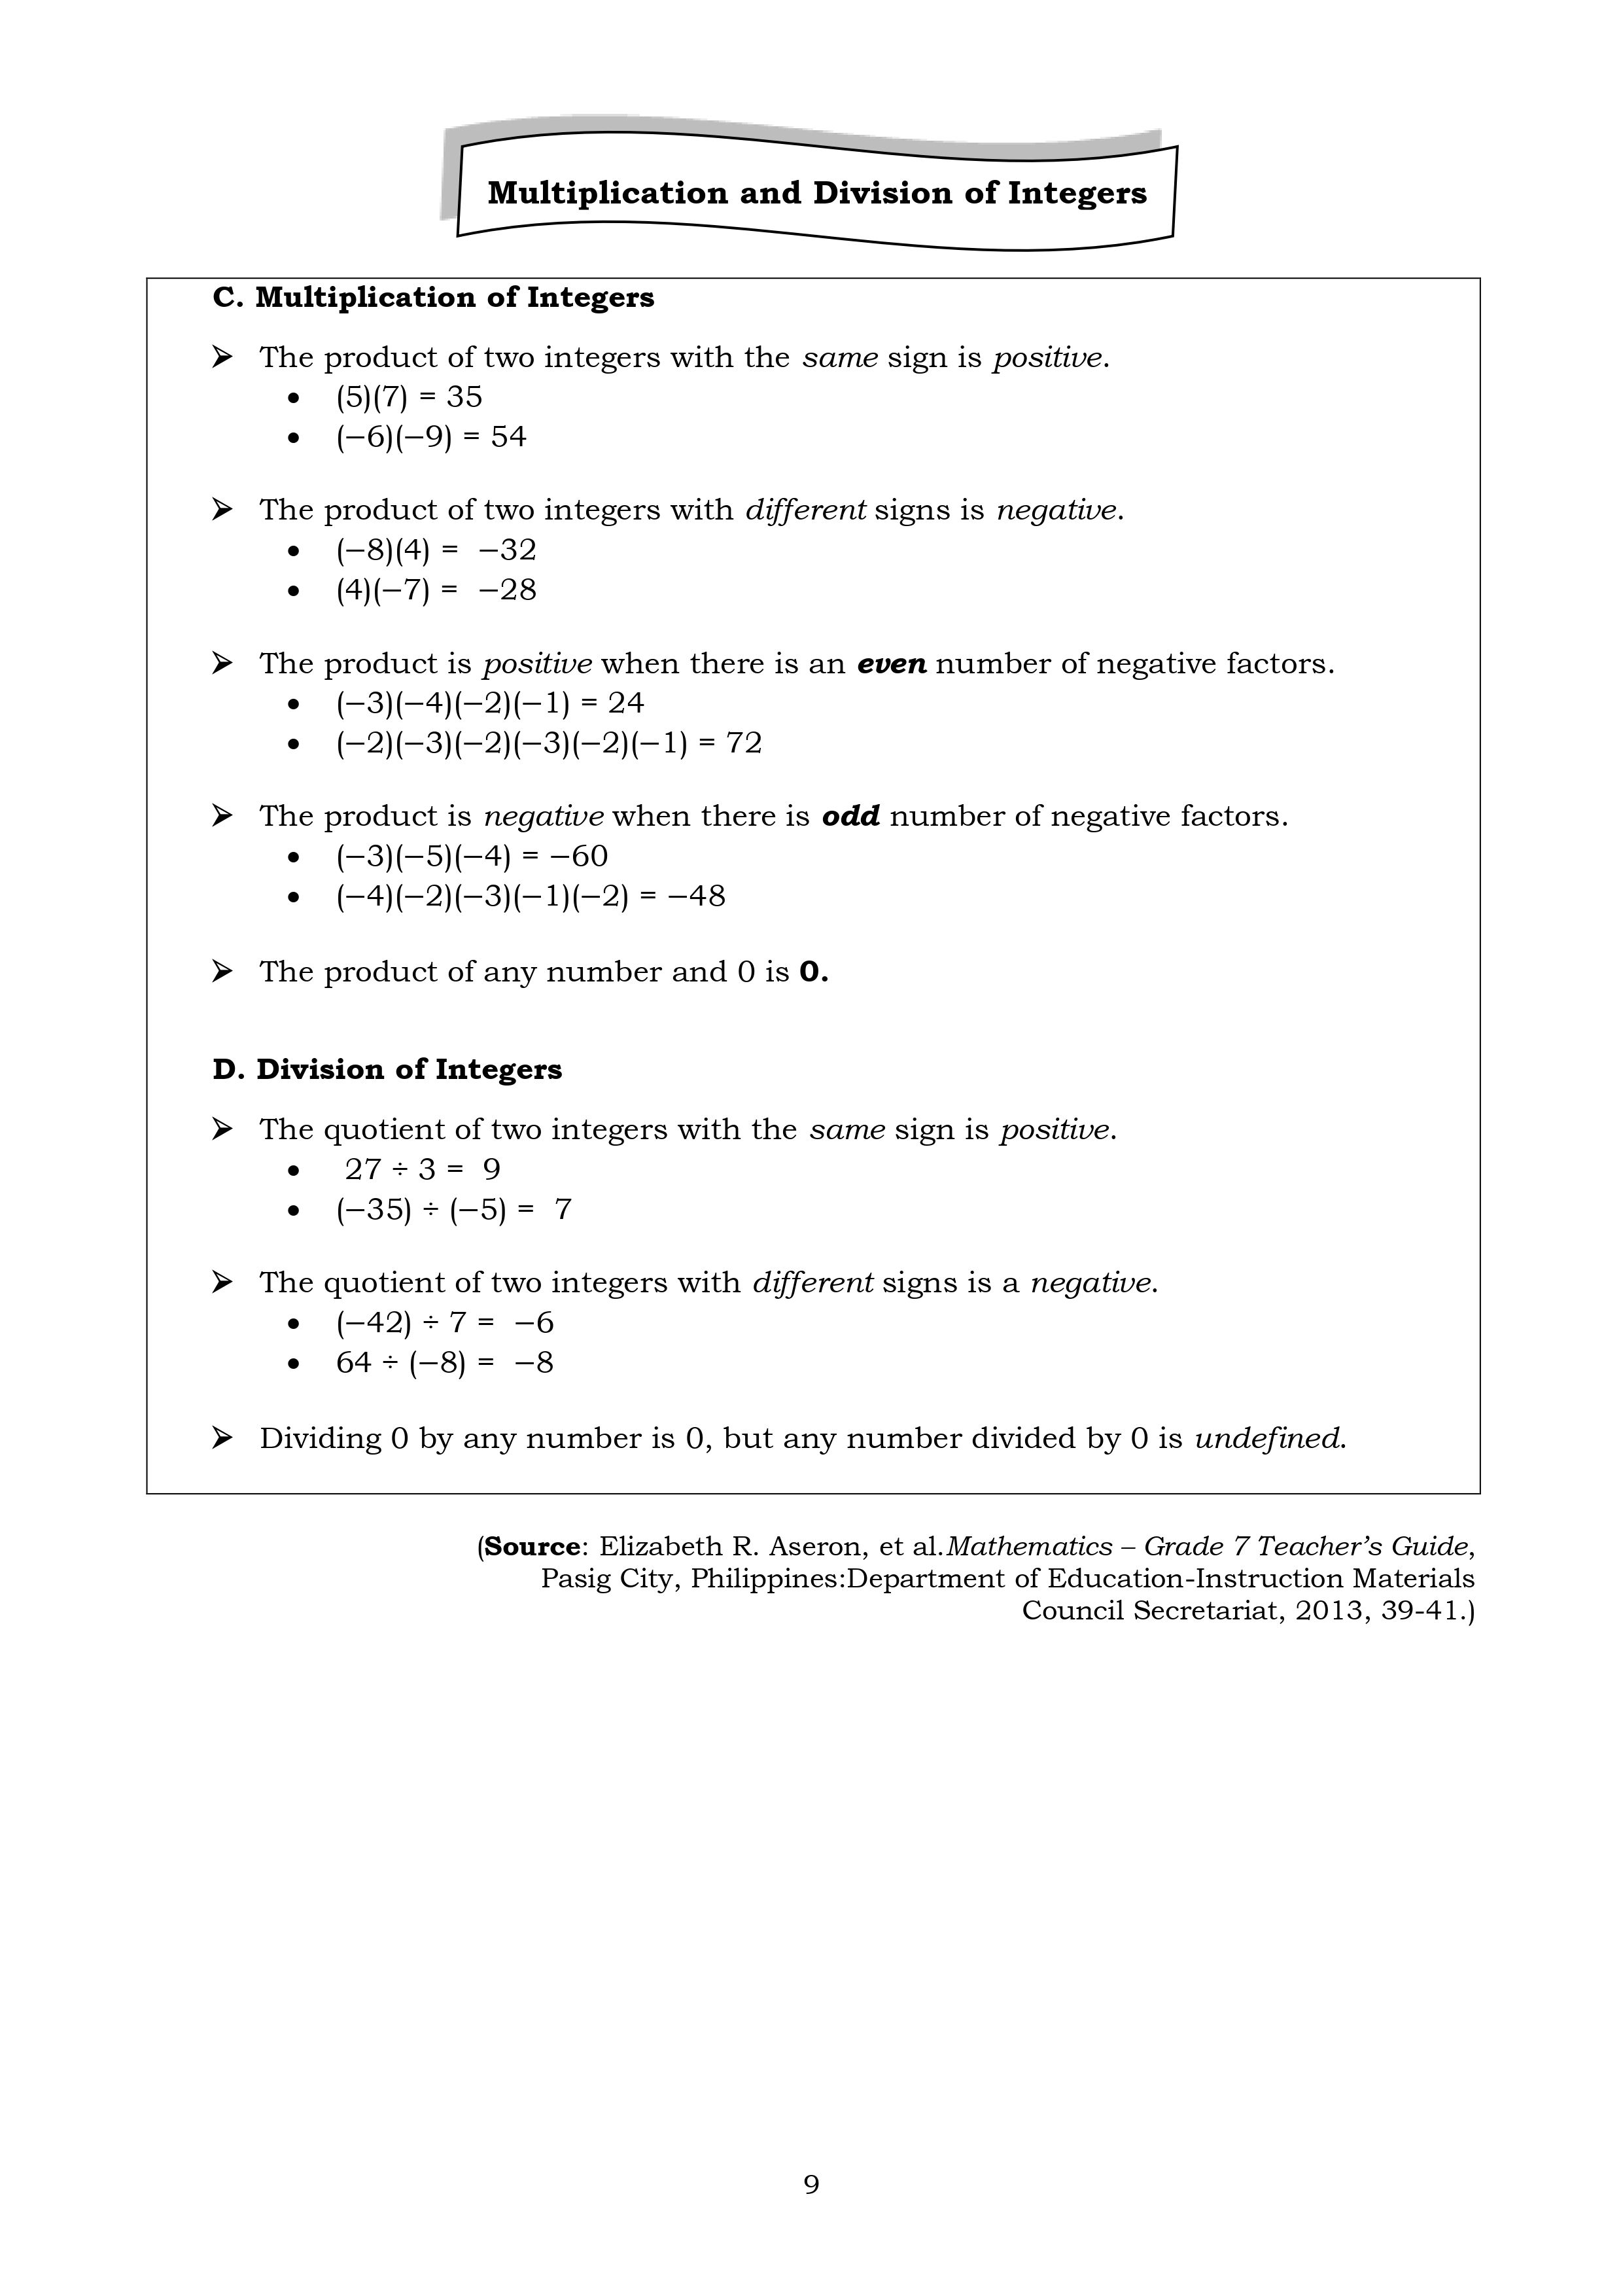 Multiplication and Division of Integers
C. Multiplication of Integers
➢ The product of two integers with the same sign is positive.
• (5)(7) = 35
• (−6)(−9) = 54
➢ The product of two integers with different signs is negative.
• (−8)(4) = −32
• (4)(−7) = −28
➢ The product is positive when there is an even number of negative factors.
• (−3)(−4)(−2)(−1) = 24
• (−2)(−3)(−2)(−3)(−2)(−1) = 72
➢ The product is negative when there is odd number of negative factors.
• (−3)(−5)(−4) = −60
• (−4)(−2)(−3)(−1)(−2) = −48
➢ The product of any number and 0 is 0.
D. Division of Integers
➢ The quotient of two integers with the same sign is positive.
• 27 ÷ 3 = 9
• (−35) ÷ (−5) = 7
➢ The quotient of two integers with different signs is a negative.
• (−42) ÷ 7 = −6
• 64 ÷ (−8) = −8
➢ Dividing 0 by any number is 0, but any number divided by 0 is undefined.
(Source: Elizabeth R. Aseron, et al.Mathematics – Grade 7 Teacher’s Guide,
Pasig City, Philippines:Department of Education-Instruction Materials
Council Secretariat, 2013, 39-41.)
9